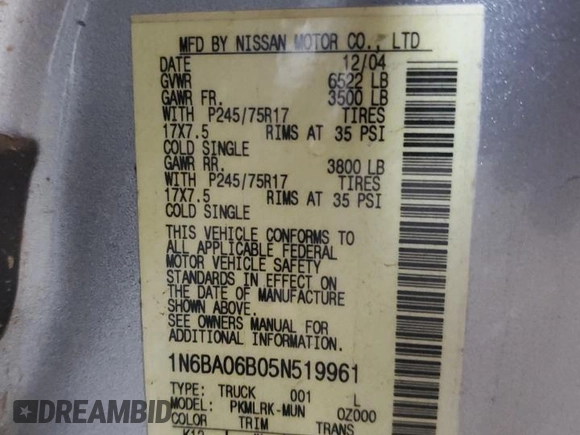 MFD BY NISSAN MOTOR CO., LTD
DATE 12/04
GVWR 6522 LB
GAWR FR. 3500 LB
WITH P245/75R17 TIRES
17X7.5 RIMS AT 35 PSI
COLD SINGLE
GAWR RR. 3800 LB
WITH P245/75R17 TIRES
17X7.5 RIMS AT 35 PSI
COLD SINGLE
THIS VEHICLE CONFORMS TO
ALL APPLICABLE FEDERAL
MOTOR VEHICLE SAFETY
STANDARDS IN EFFECT ON
THE DATE OF MANUFACTURE
SHOWN ABOVE.
SEE OWNERS MANUAL FOR
ADDITIONAL INFORMATION.
1N6BA06B05N519961
TYPE: TRUCK 001 L
MODEL: PKMLRK-MUN 0Z000
COLOR TRIM TRANS
K12
DREAMBID